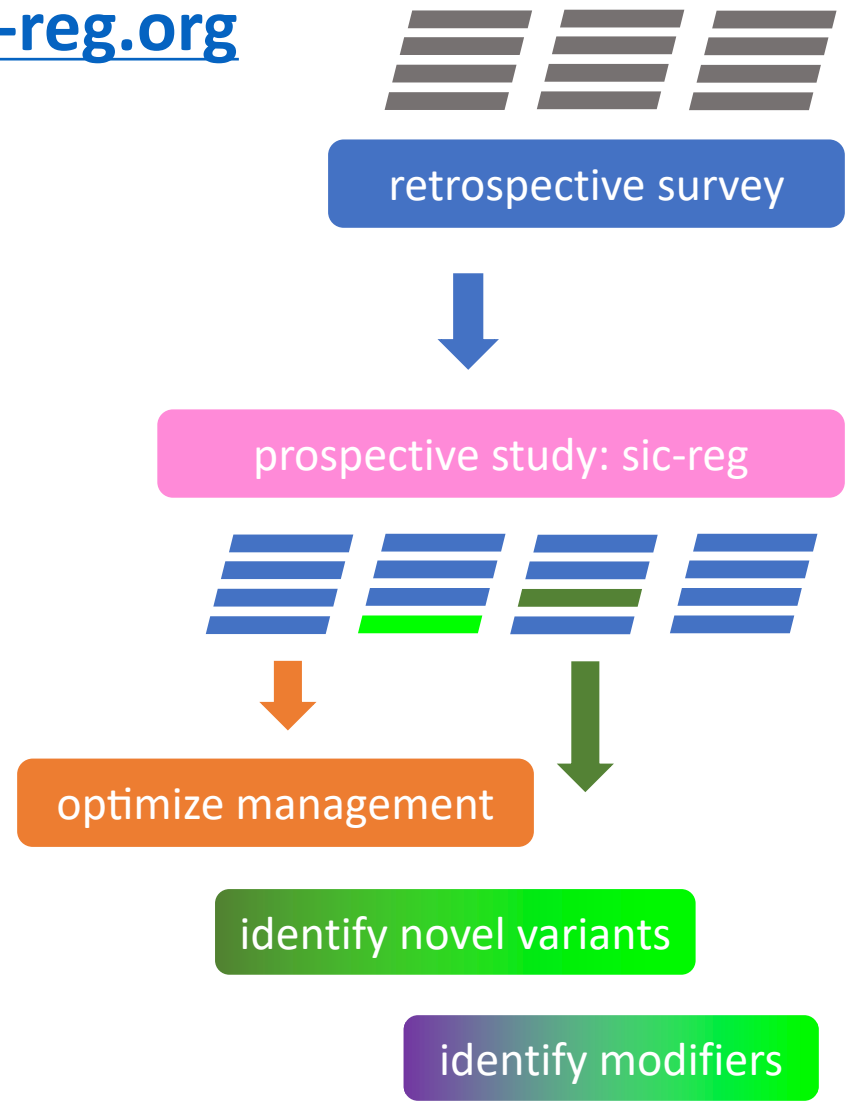 -reg.org
retrospective survey
prospective study: sic-reg
optimize management
identify novel variants
identify modifiers